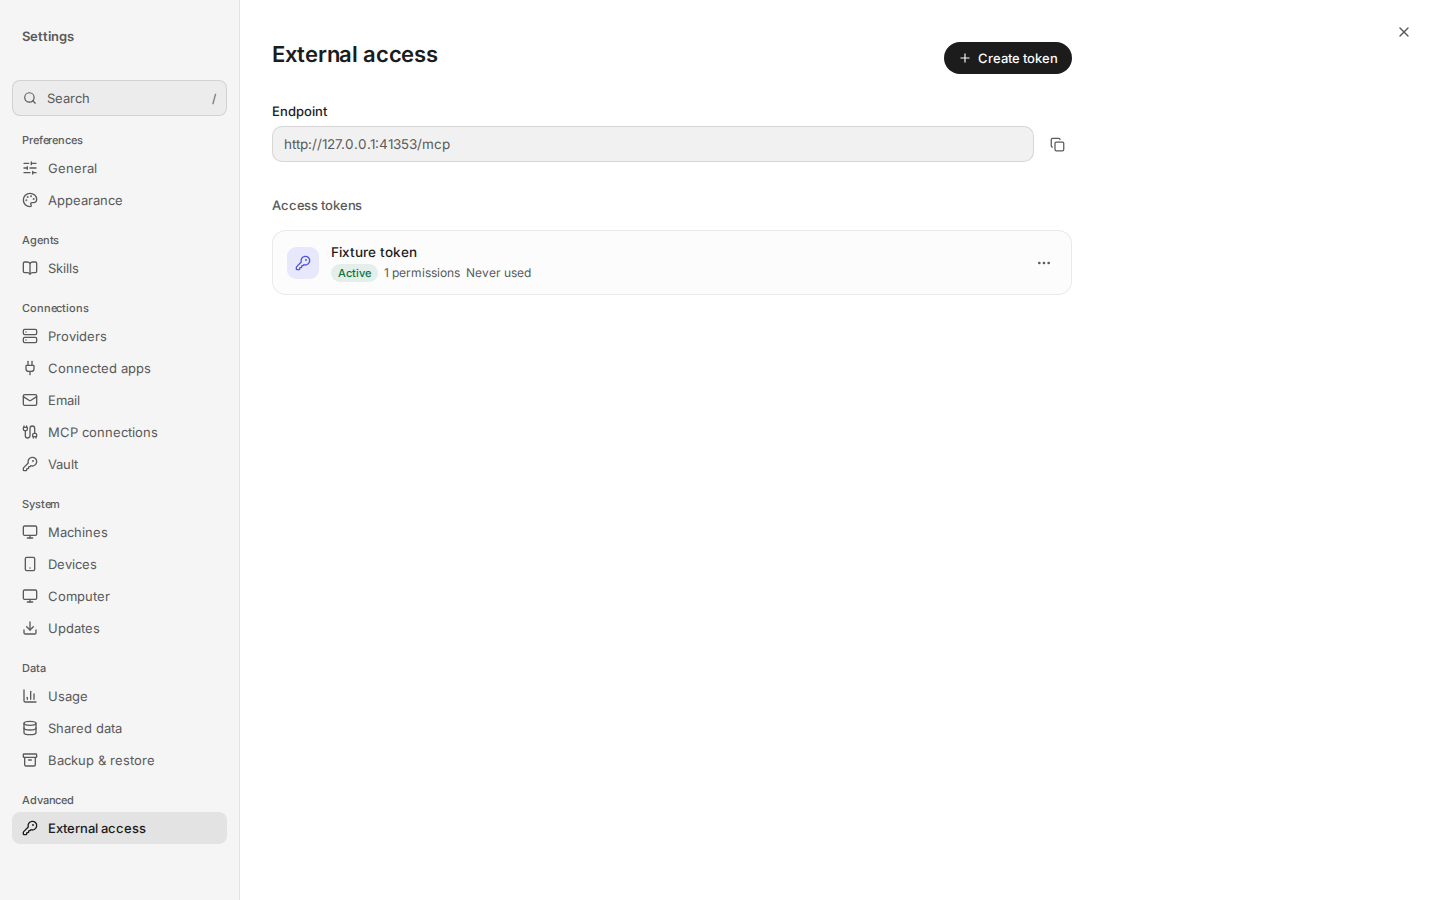 Settings
Search /
Preferences
General
Appearance
Agents
Skills
Connections
Providers
Connected apps
Email
MCP connections
Vault
System
Machines
Devices
Computer
Updates
Data
Usage
Shared data
Backup & restore
Advanced
External access
External access
Create token
Endpoint
http://127.0.0.1:41353/mcp
Access tokens
Fixture token
Active 1 permissions Never used